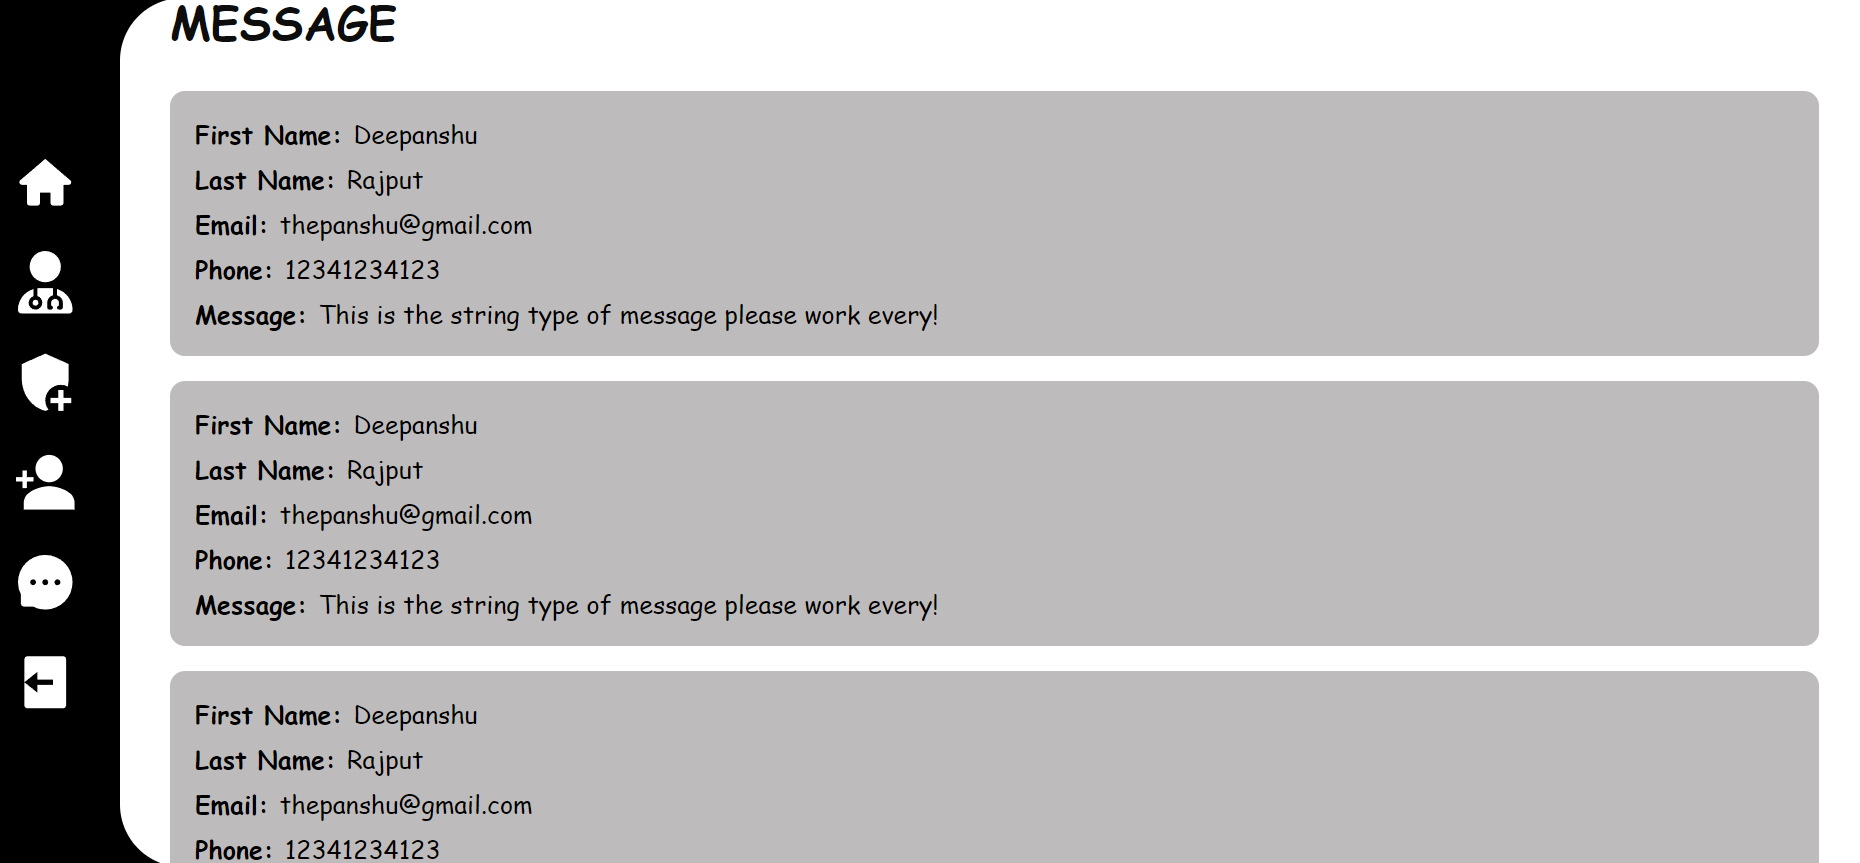 MESSAGE
First Name: Deepanshu
Last Name: Rajput
Email: thepanshu@gmail.com
Phone: 12341234123
Message: This is the string type of message please work every!
First Name: Deepanshu
Last Name: Rajput
Email: thepanshu@gmail.com
Phone: 12341234123
Message: This is the string type of message please work every!
First Name: Deepanshu
Last Name: Rajput
Email: thepanshu@gmail.com
Phone: 12341234123